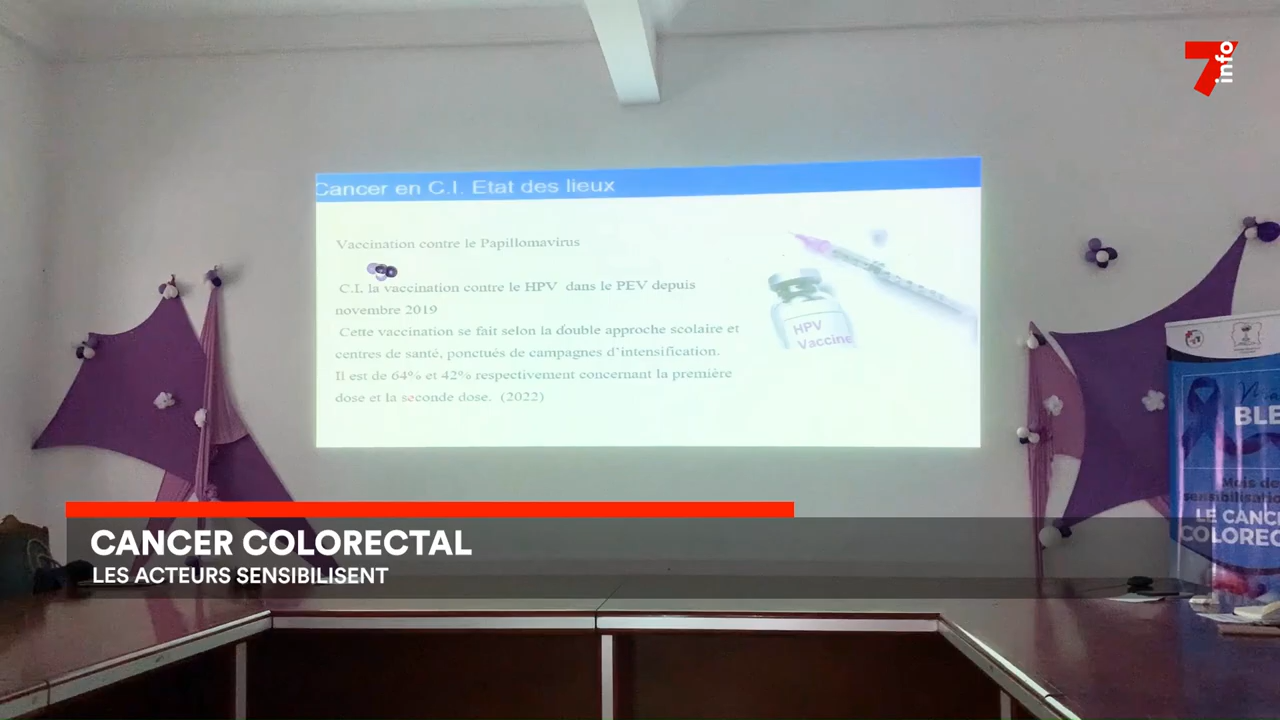 7
info
Cancer en C.I. Etat des lieux
Vaccination contre le Papillomavirus
C.I. la vaccination contre le HPV dans le PEV depuis
novembre 2019
Cette vaccination se fait selon la double approche scolaire et
centres de santé, ponctués de campagnes d'intensification.
Il est de 64% et 42% respectivement concernant la première
dose et la seconde dose. (2022)
HPV
Vaccine
BLE
Mois de
sensibilisatio
LE CANC
COLOREC
CANCER COLORECTAL
LES ACTEURS SENSIBILISENT